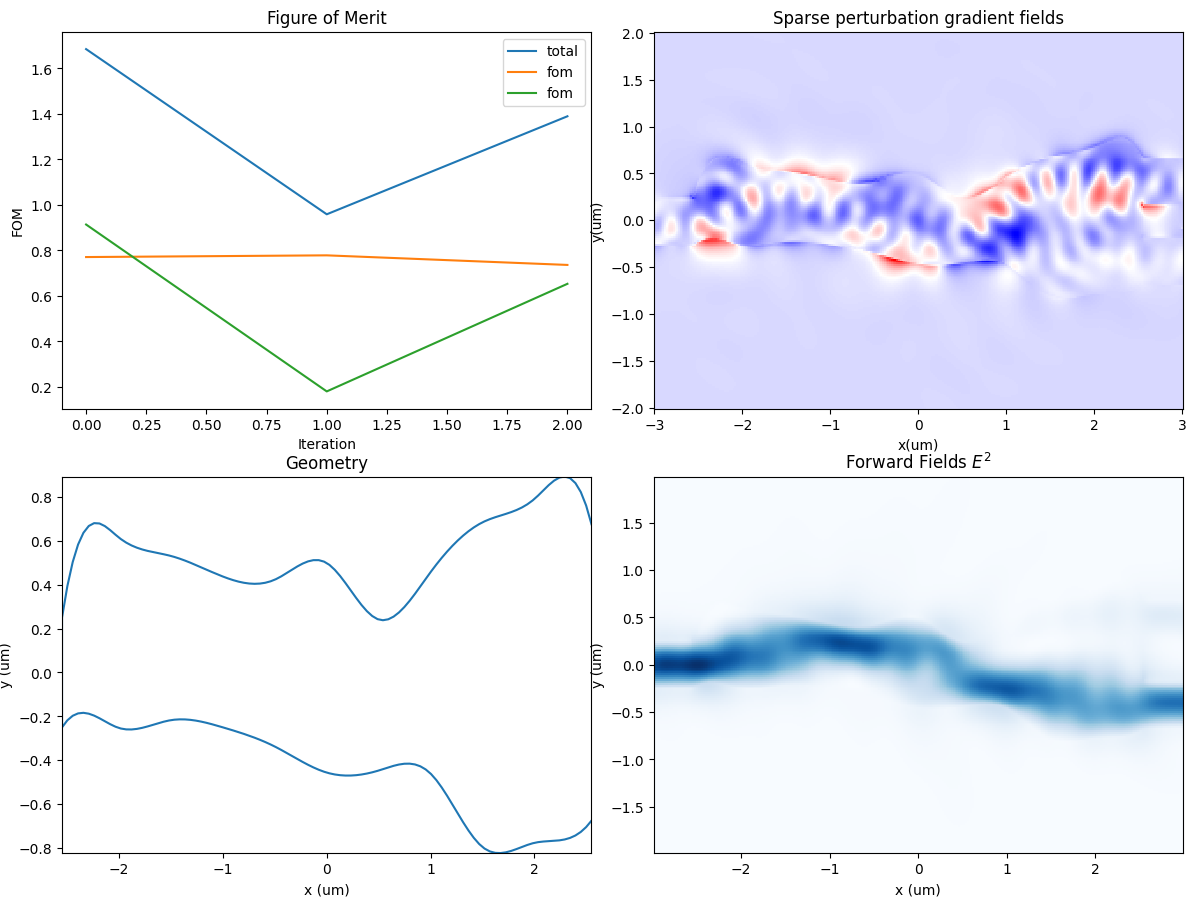 Figure of Merit
FOM
1.6
1.4
1.2
1.0
0.8
0.6
0.4
0.2
total
fom
fom
0.00 0.25 0.50 0.75 1.00 1.25 1.50 1.75 2.00
Iteration
Sparse perturbation gradient fields
y(um)
2.0
1.5
1.0
0.5
0.0
−0.5
−1.0
−1.5
−2.0
−3 −2 −1 0 1 2 3
x(um)
Geometry
y (um)
0.8
0.6
0.4
0.2
0.0
−0.2
−0.4
−0.6
−0.8
−2 −1 0 1 2
x (um)
Forward Fields E²
y (um)
1.5
1.0
0.5
0.0
−0.5
−1.0
−1.5
−2 −1 0 1 2
x (um)